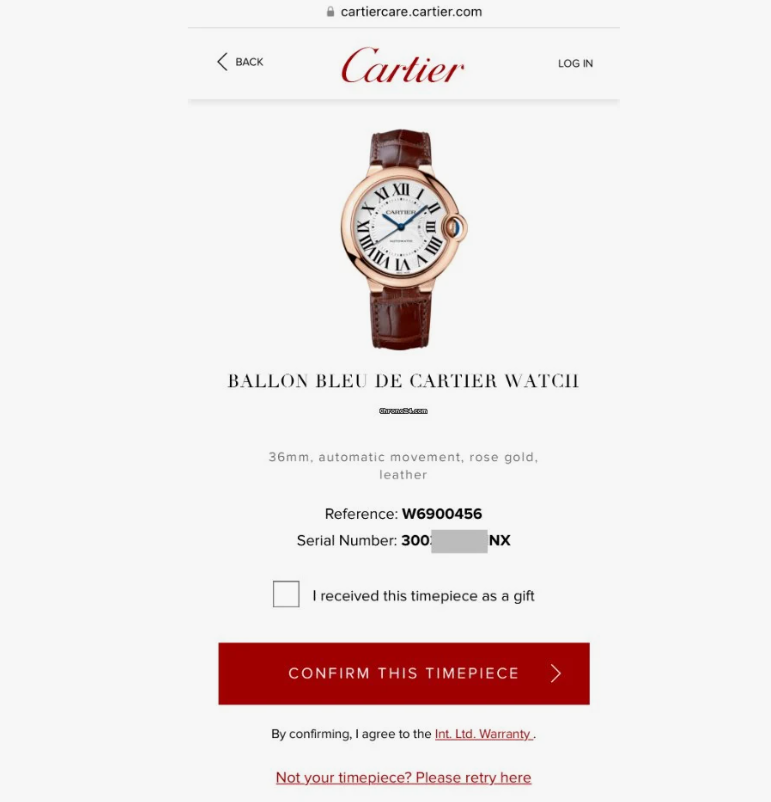 cartiercare.cartier.com
BACK
Cartier
LOG IN
CARTIER
AUTOMATIC
BALLON BLEU DE CARTIER WATCH
Chrono24.com
36mm, automatic movement, rose gold,
leather
Reference: W6900456
Serial Number: 300 NX
I received this timepiece as a gift
CONFIRM THIS TIMEPIECE
By confirming, I agree to the Int. Ltd. Warranty .
Not your timepiece? Please retry here